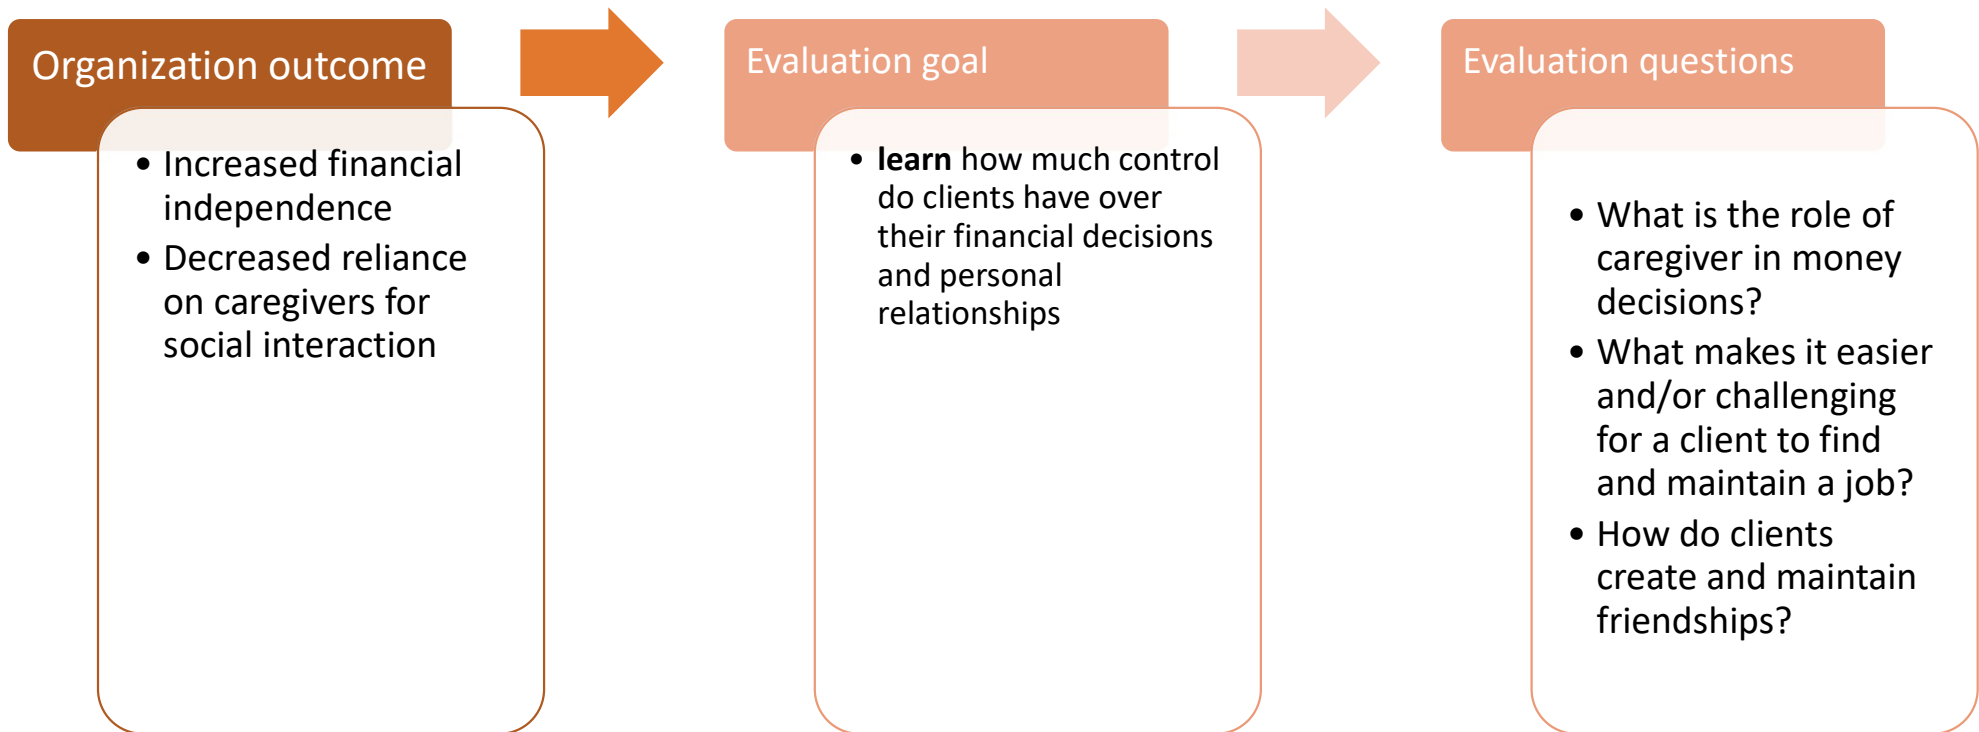 Organization outcome
• Increased financial
independence
• Decreased reliance
on caregivers for
social interaction
Evaluation goal
• learn how much control
do clients have over
their financial decisions
and personal
relationships
Evaluation questions
• What is the role of
caregiver in money
decisions?
• What makes it easier
and/or challenging
for a client to find
and maintain a job?
• How do clients
create and maintain
friendships?